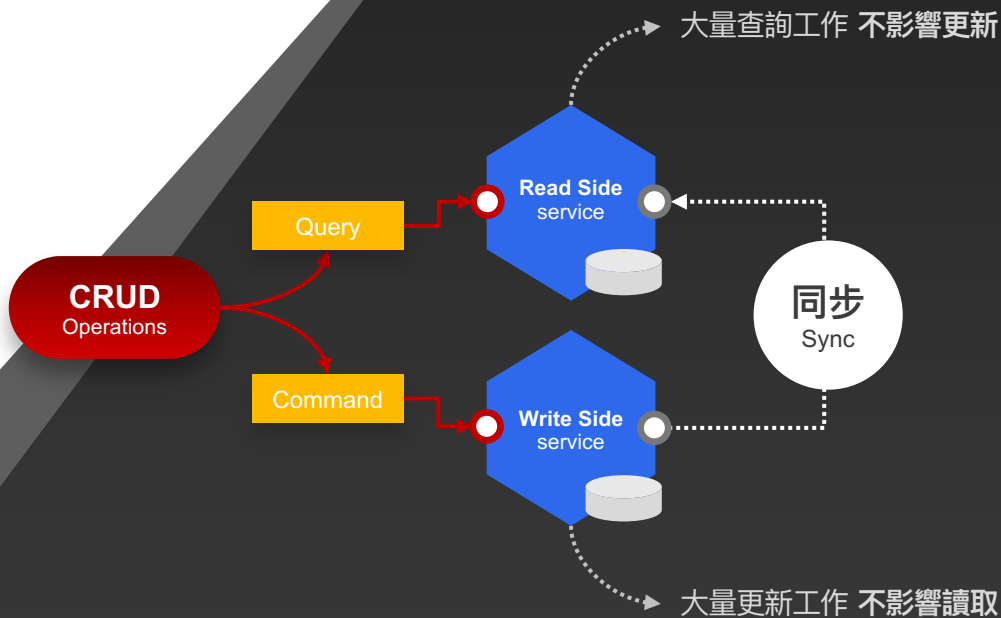 大量查詢工作 不影響更新
Read Side
service
Query
CRUD
Operations
同步
Sync
Command
Write Side
service
大量更新工作 不影響讀取